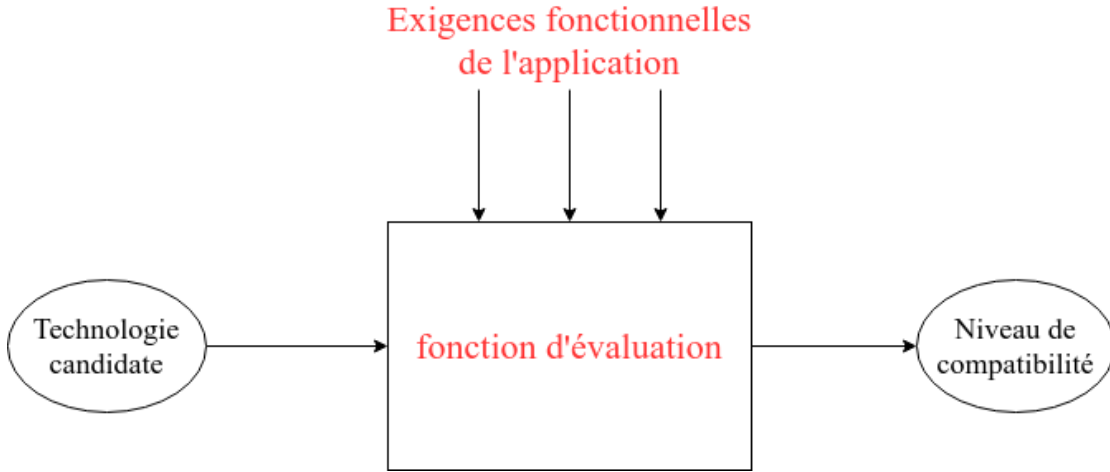 Exigences fonctionnelles
de l'application
Technologie
candidate
fonction d'évaluation
Niveau de
compatibilité